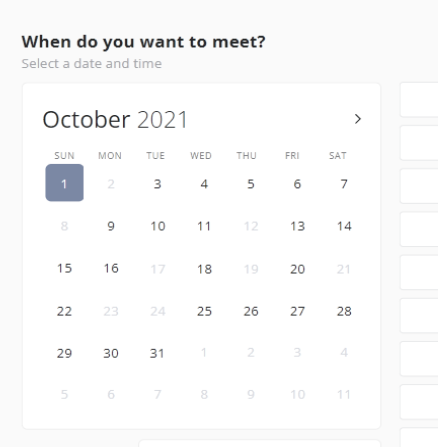 When do you want to meet?
Select a date and time
October 2021
SUN MON TUE WED THU FRI SAT
1 2 3 4 5 6 7
8 9 10 11 12 13 14
15 16 17 18 19 20 21
22 23 24 25 26 27 28
29 30 31 1 2 3 4
5 6 7 8 9 10 11